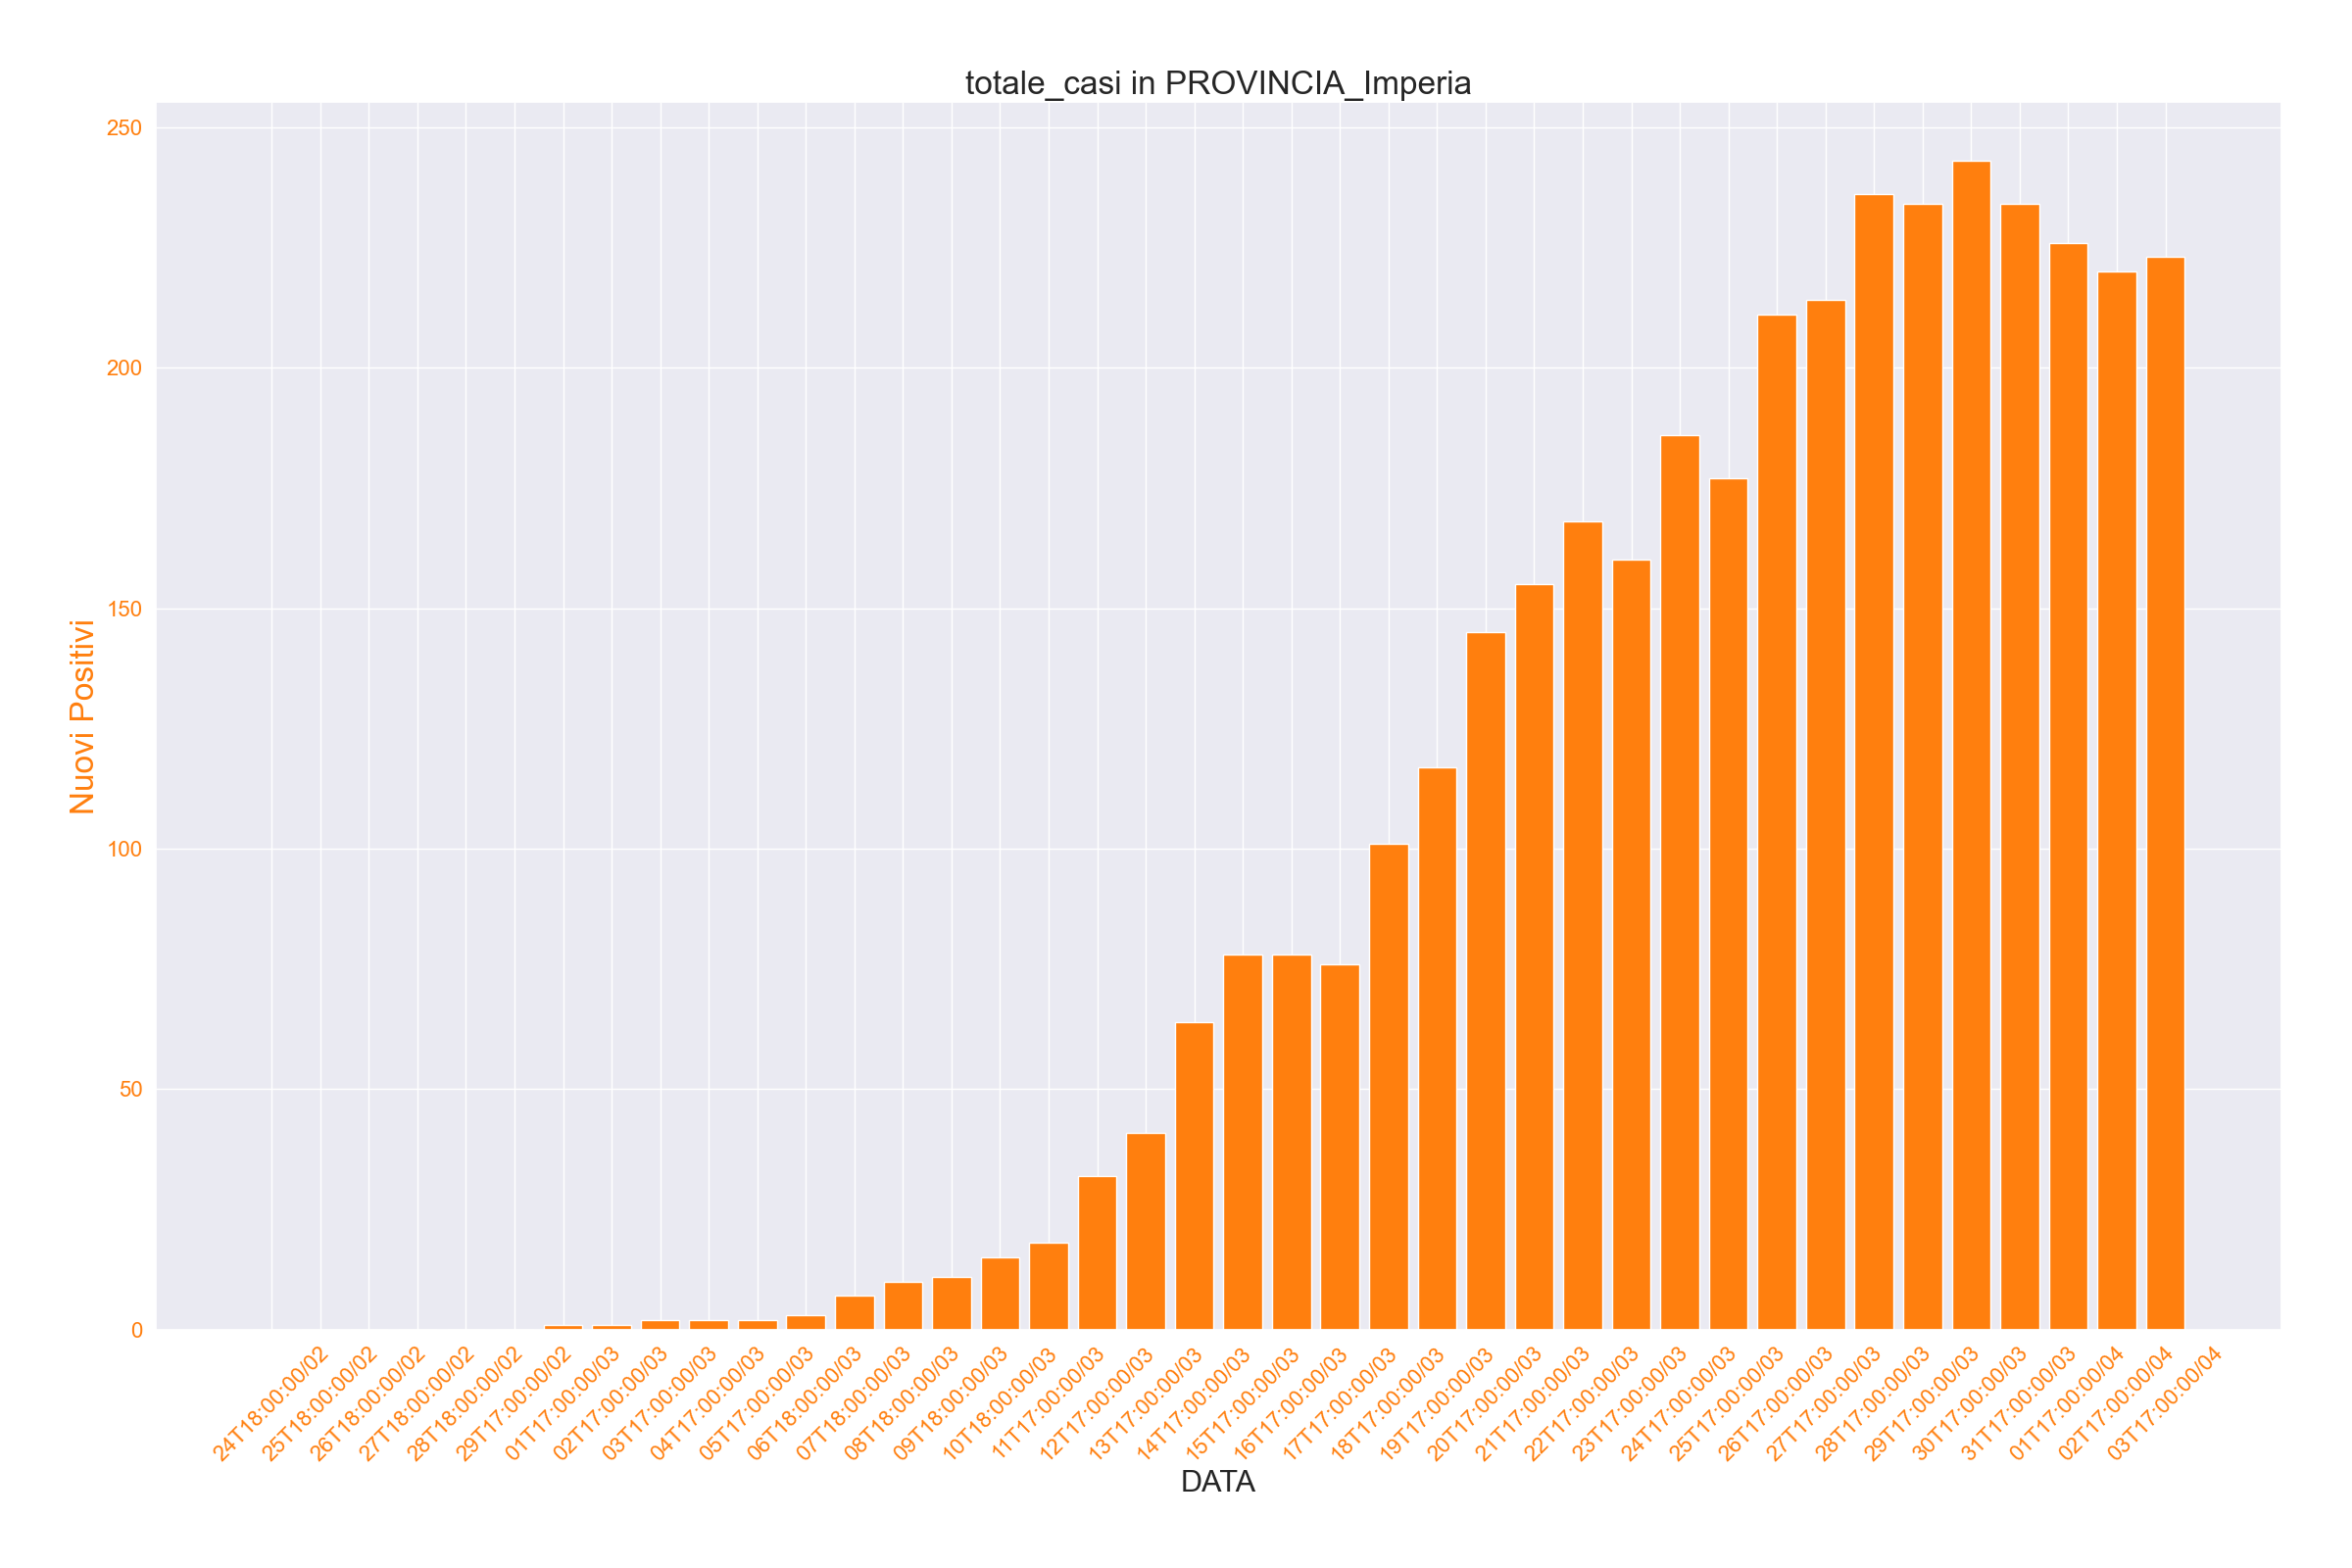 totale_casi in PROVINCIA_Imperia
250
200
150
100
50
0
Nuovi Positivi
24T18:00:00/02
25T18:00:00/02
26T18:00:00/02
27T18:00:00/02
28T18:00:00/02
29T17:00:00/02
01T17:00:00/03
02T17:00:00/03
03T17:00:00/03
04T17:00:00/03
05T17:00:00/03
06T18:00:00/03
07T18:00:00/03
08T18:00:00/03
09T18:00:00/03
10T18:00:00/03
11T17:00:00/03
12T17:00:00/03
13T17:00:00/03
14T17:00:00/03
15T17:00:00/03
16T17:00:00/03
17T17:00:00/03
18T17:00:00/03
19T17:00:00/03
20T17:00:00/03
21T17:00:00/03
22T17:00:00/03
23T17:00:00/03
24T17:00:00/03
25T17:00:00/03
26T17:00:00/03
27T17:00:00/03
28T17:00:00/03
29T17:00:00/03
30T17:00:00/03
31T17:00:00/03
01T17:00:00/04
02T17:00:00/04
03T17:00:00/04
DATA